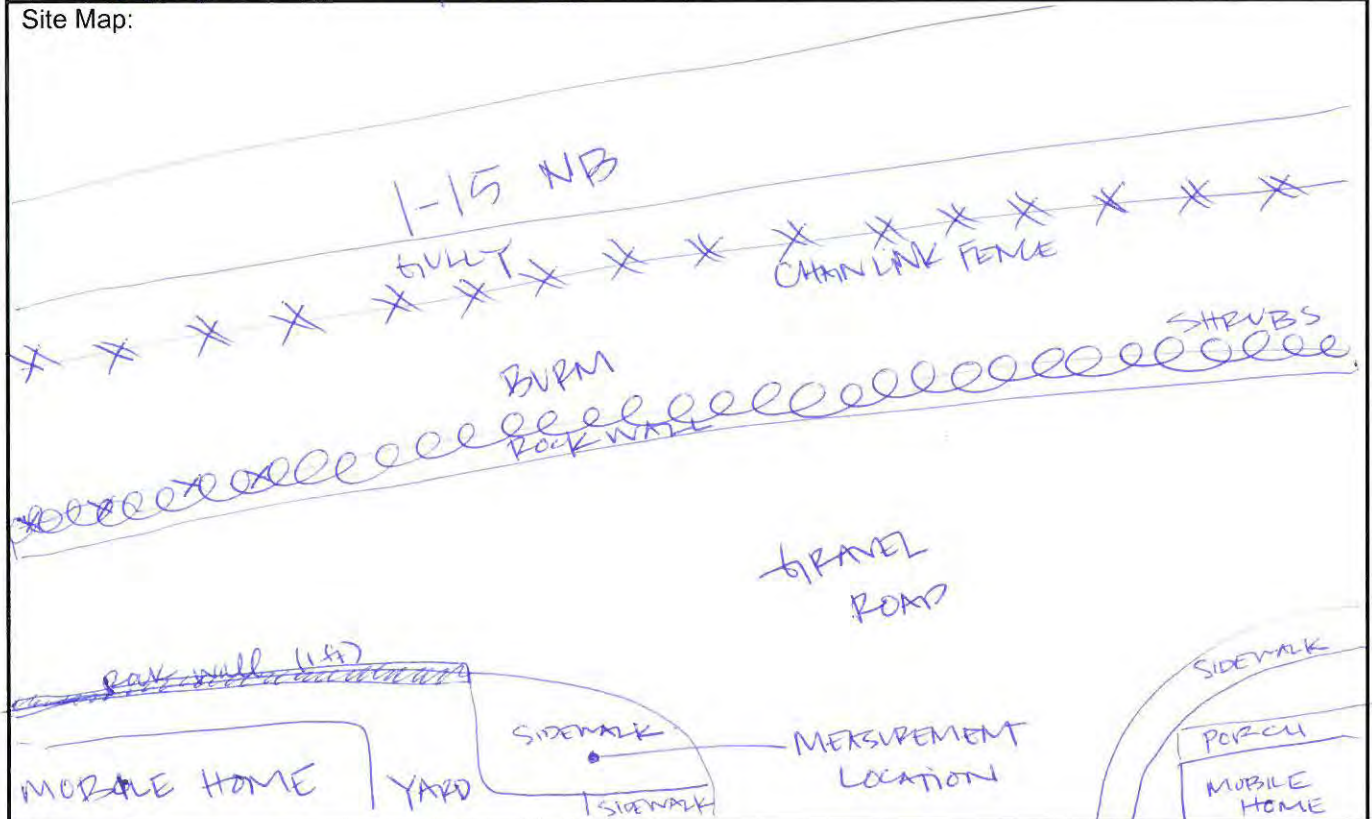 Site Map:
I-15 NB
GULLY
CHAIN LINK FENCE
SHRUBS
BURM
ROCK WALL
GRAVEL
ROAD
Rock wall (1 ft)
SIDEWALK
SIDEWALK
MEASUREMENT
LOCATION
PORCH
MOBILE HOME
YARD
SIDEWALK
MOBILE
HOME